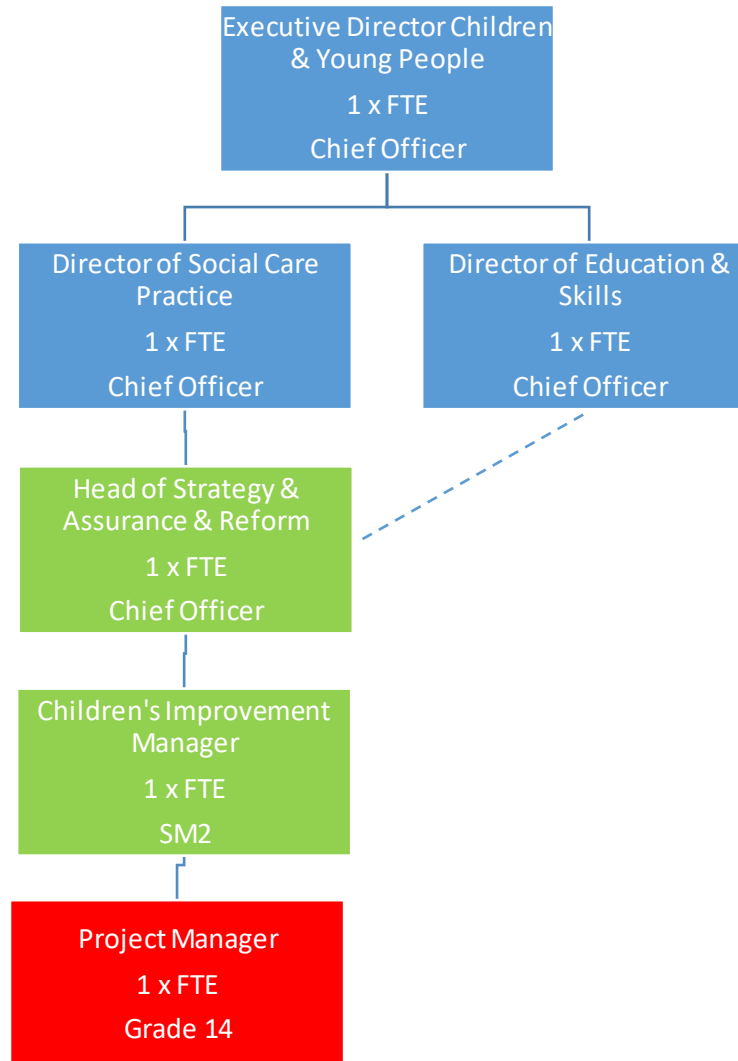 Executive Director Children
& Young People
1 x FTE
Chief Officer
Director of Social Care
Practice
1 x FTE
Chief Officer
Director of Education &
Skills
1 x FTE
Chief Officer
Head of Strategy &
Assurance & Reform
1 x FTE
Chief Officer
Children's Improvement
Manager
1 x FTE
SM2
Project Manager
1 x FTE
Grade 14